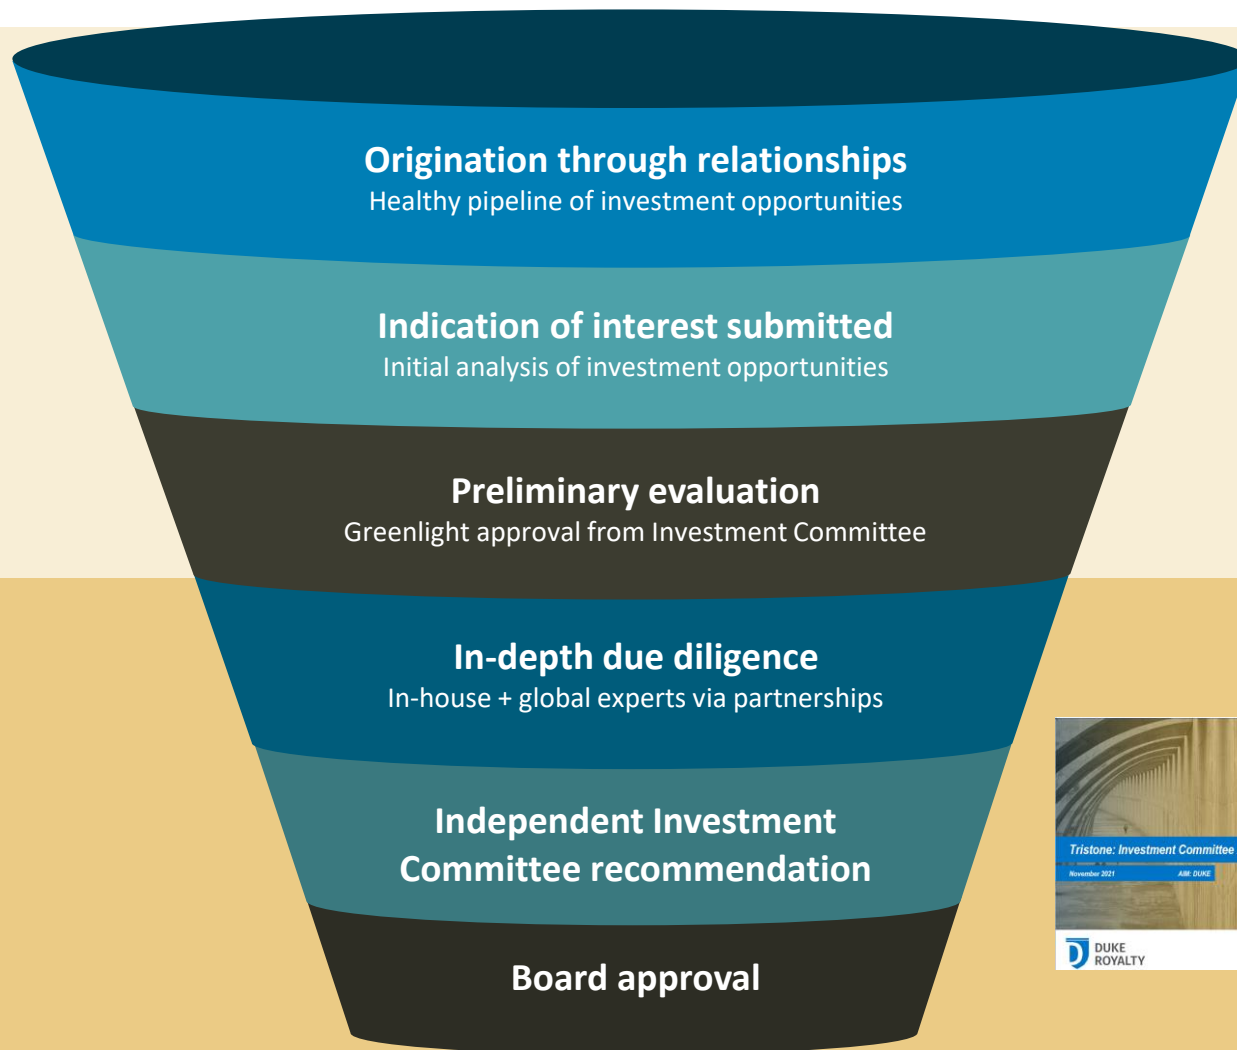 Origination through relationships
Healthy pipeline of investment opportunities
Indication of interest submitted
Initial analysis of investment opportunities
Preliminary evaluation
Greenlight approval from Investment Committee
In-depth due diligence
In-house + global experts via partnerships
Independent Investment
Committee recommendation
Board approval
Tristone: Investment Committee
November 2021 AIM: DUKE
DUKE
ROYALTY